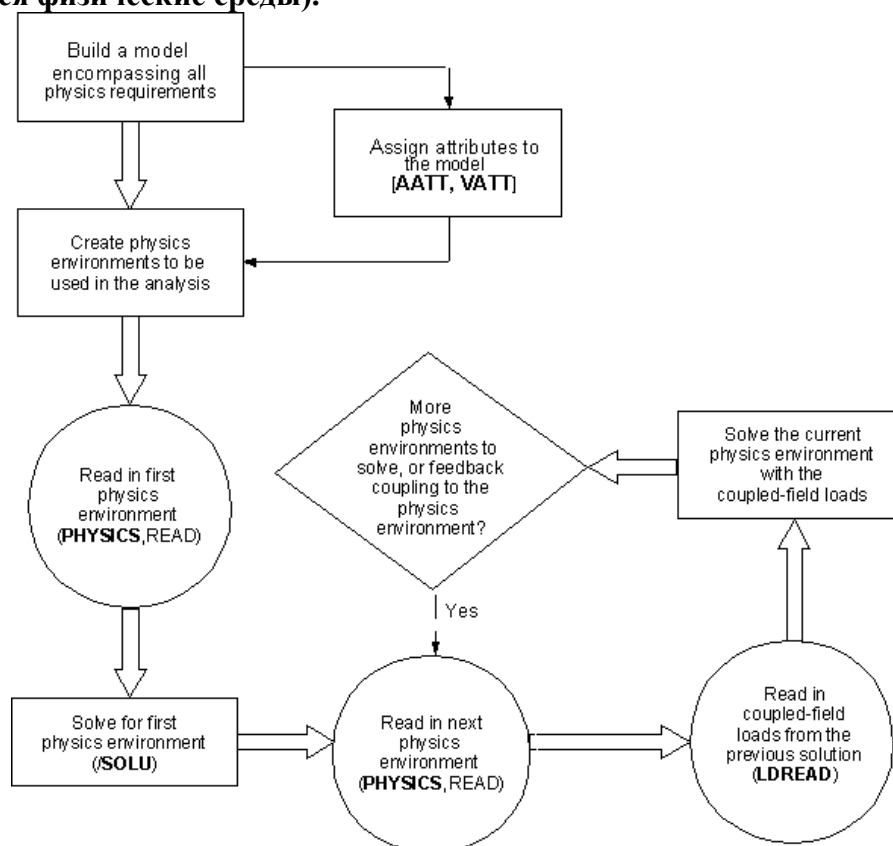 ся физические среды).
Build a model
encompassing all
physics requirements
Assign attributes to
the model
[AATT, VATT]
Create physics
environments to be
used in the analysis
More
physics
environments to
solve, or feedback
coupling to the
physics
environment?
Solve the current
physics environment
with the
coupled-field loads
Read in first
physics
environment
(PHYSICS,READ)
Yes
Solve for first
physics environment
(/SOLU)
Read in next
physics
environment
(PHYSICS,READ)
Read in
coupled-field
loads from the
previous solution
(LDREAD)